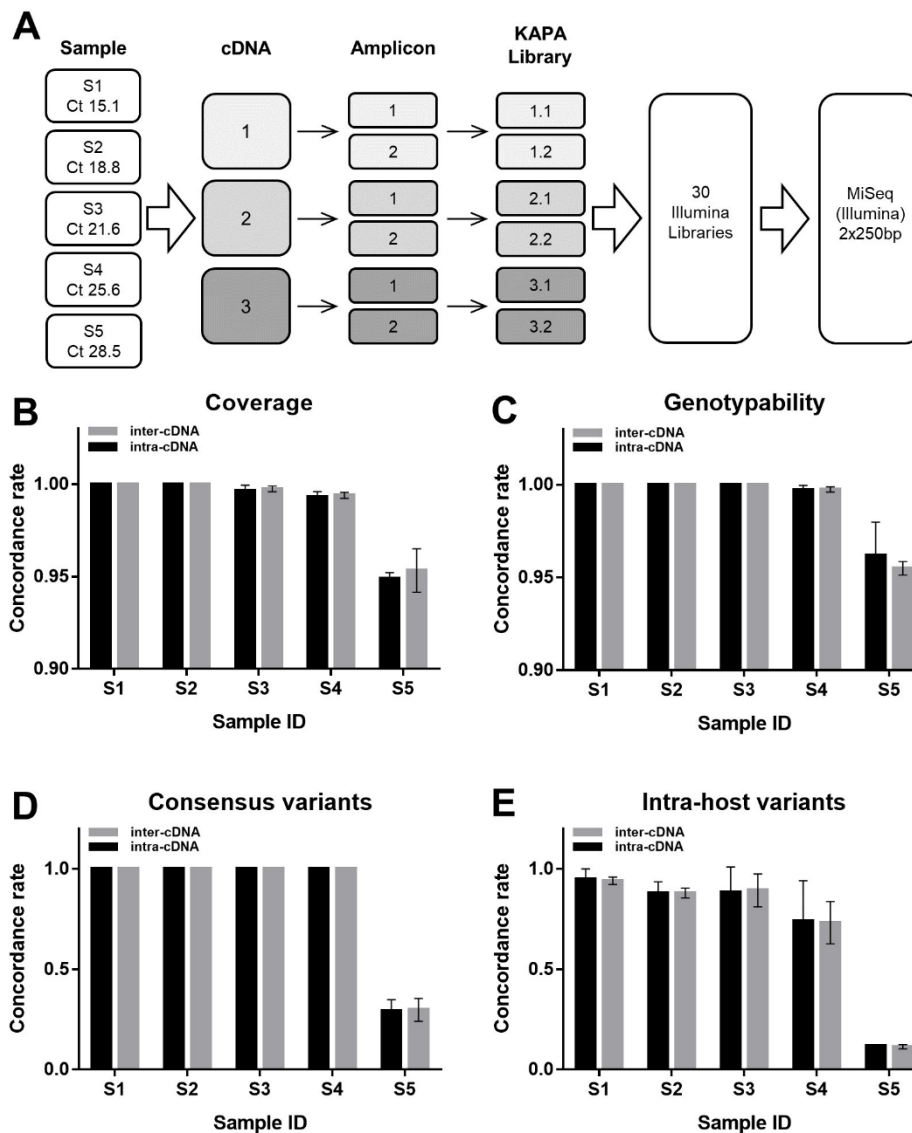 A
Sample
cDNA
Amplicon
KAPA
Library
S1
Ct 15.1
S2
Ct 18.8
S3
Ct 21.6
S4
Ct 25.6
S5
Ct 28.5
1
2
3
1
2
1
2
1
2
1.1
1.2
2.1
2.2
3.1
3.2
30
Illumina
Libraries
MiSeq
(Illumina)
2x250bp
B
Coverage
inter-cDNA
intra-cDNA
Concordance rate
1.00
0.95
0.90
S1 S2 S3 S4 S5
Sample ID
C
Genotypability
inter-cDNA
intra-cDNA
Concordance rate
1.00
0.95
0.90
S1 S2 S3 S4 S5
Sample ID
D
Consensus variants
inter-cDNA
intra-cDNA
Concordance rate
1.0
0.5
0.0
S1 S2 S3 S4 S5
Sample ID
E
Intra-host variants
inter-cDNA
intra-cDNA
Concordance rate
1.0
0.5
0.0
S1 S2 S3 S4 S5
Sample ID